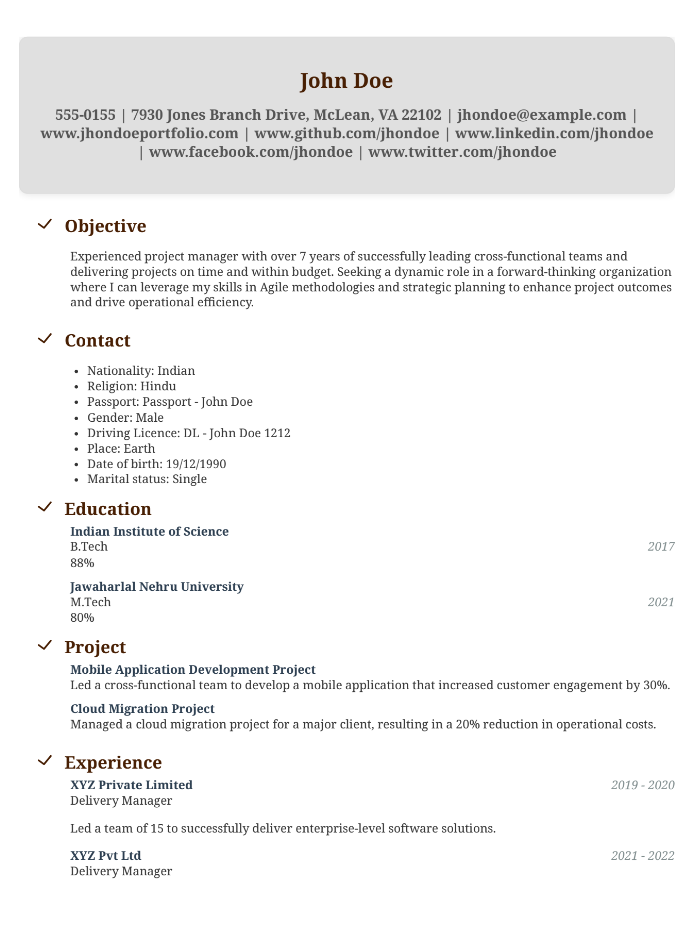 John Doe
555-0155 | 7930 Jones Branch Drive, McLean, VA 22102 | jhondoe@example.com |
www.jhondoeportfolio.com | www.github.com/jhondoe | www.linkedin.com/jhondoe
| www.facebook.com/jhondoe | www.twitter.com/jhondoe
Objective
Experienced project manager with over 7 years of successfully leading cross-functional teams and
delivering projects on time and within budget. Seeking a dynamic role in a forward-thinking organization
where I can leverage my skills in Agile methodologies and strategic planning to enhance project outcomes
and drive operational efficiency.
Contact
• Nationality: Indian
• Religion: Hindu
• Passport: Passport - John Doe
• Gender: Male
• Driving Licence: DL - John Doe 1212
• Place: Earth
• Date of birth: 19/12/1990
• Marital status: Single
Education
Indian Institute of Science
B.Tech 2017
88%
Jawaharlal Nehru University
M.Tech 2021
80%
Project
Mobile Application Development Project
Led a cross-functional team to develop a mobile application that increased customer engagement by 30%.
Cloud Migration Project
Managed a cloud migration project for a major client, resulting in a 20% reduction in operational costs.
Experience
XYZ Private Limited 2019 - 2020
Delivery Manager
Led a team of 15 to successfully deliver enterprise-level software solutions.
XYZ Pvt Ltd 2021 - 2022
Delivery Manager